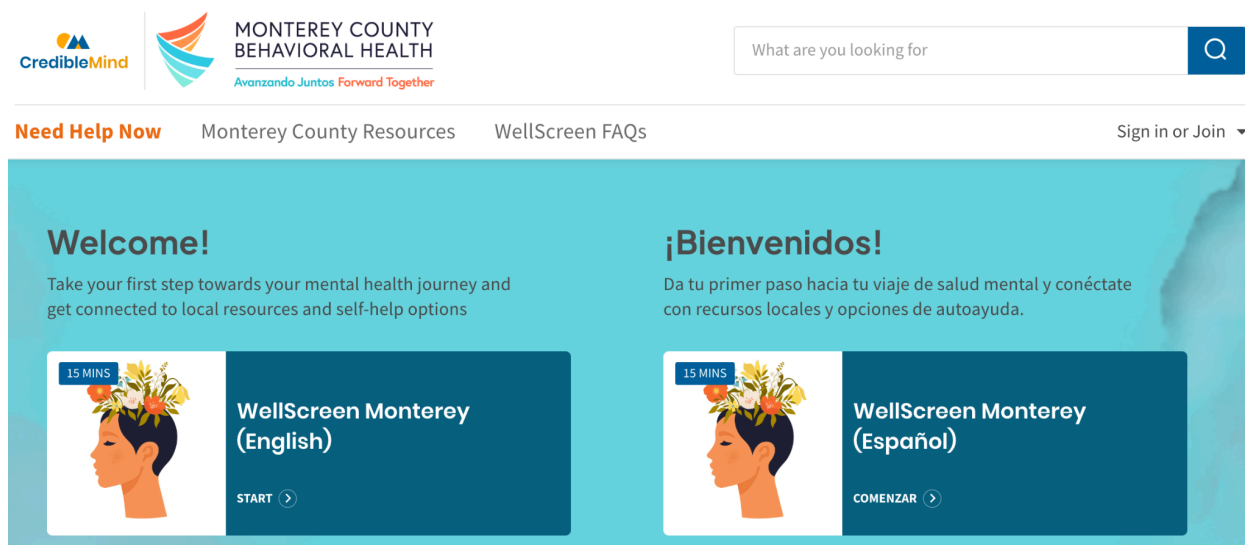 CredibleMind
MONTEREY COUNTY
BEHAVIORAL HEALTH
Avanzando Juntos Forward Together
What are you looking for
Need Help Now Monterey County Resources WellScreen FAQs Sign in or Join
Welcome!
Take your first step towards your mental health journey and
get connected to local resources and self-help options
15 MINS
WellScreen Monterey
(English)
START
¡Bienvenidos!
Da tu primer paso hacia tu viaje de salud mental y conéctate
con recursos locales y opciones de autoayuda.
15 MINS
WellScreen Monterey
(Español)
COMENZAR